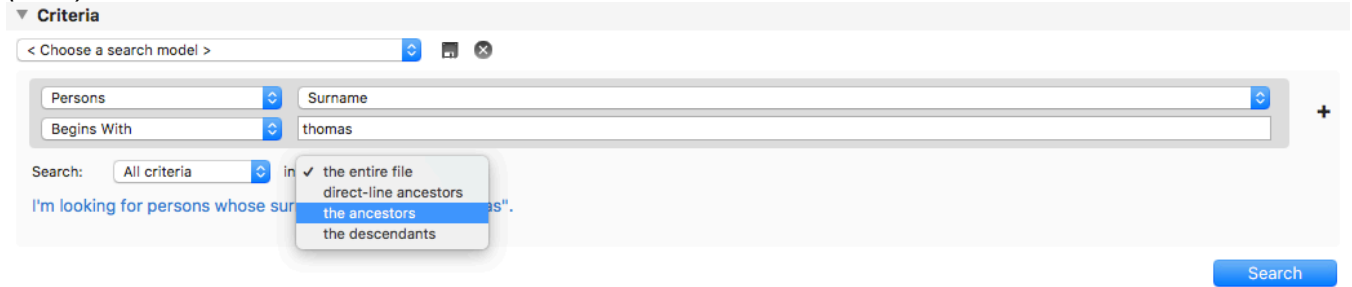 Criteria
< Choose a search model >
Persons Surname
Begins With thomas
Search: All criteria in ✓ the entire file
direct-line ancestors
I'm looking for persons whose sur as".
the ancestors
the descendants
Search